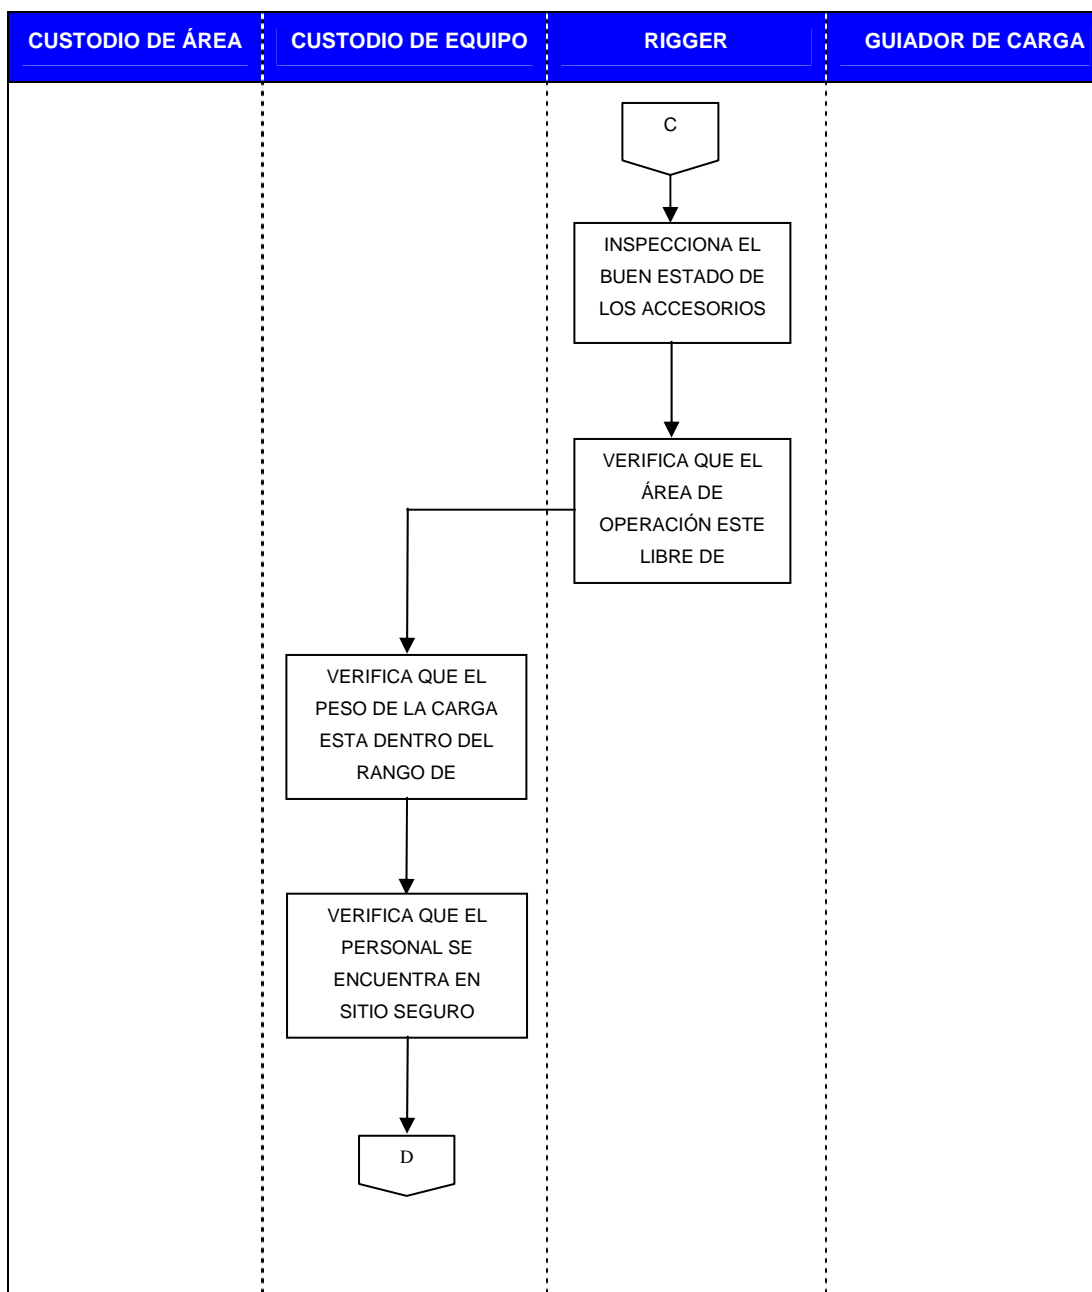 CUSTODIO DE ÁREA
CUSTODIO DE EQUIPO
RIGGER
GUIADOR DE CARGA
C
INSPECCIONA EL
BUEN ESTADO DE
LOS ACCESORIOS
VERIFICA QUE EL
ÁREA DE
OPERACIÓN ESTE
LIBRE DE
VERIFICA QUE EL
PESO DE LA CARGA
ESTA DENTRO DEL
RANGO DE
VERIFICA QUE EL
PERSONAL SE
ENCUENTRA EN
SITIO SEGURO
D